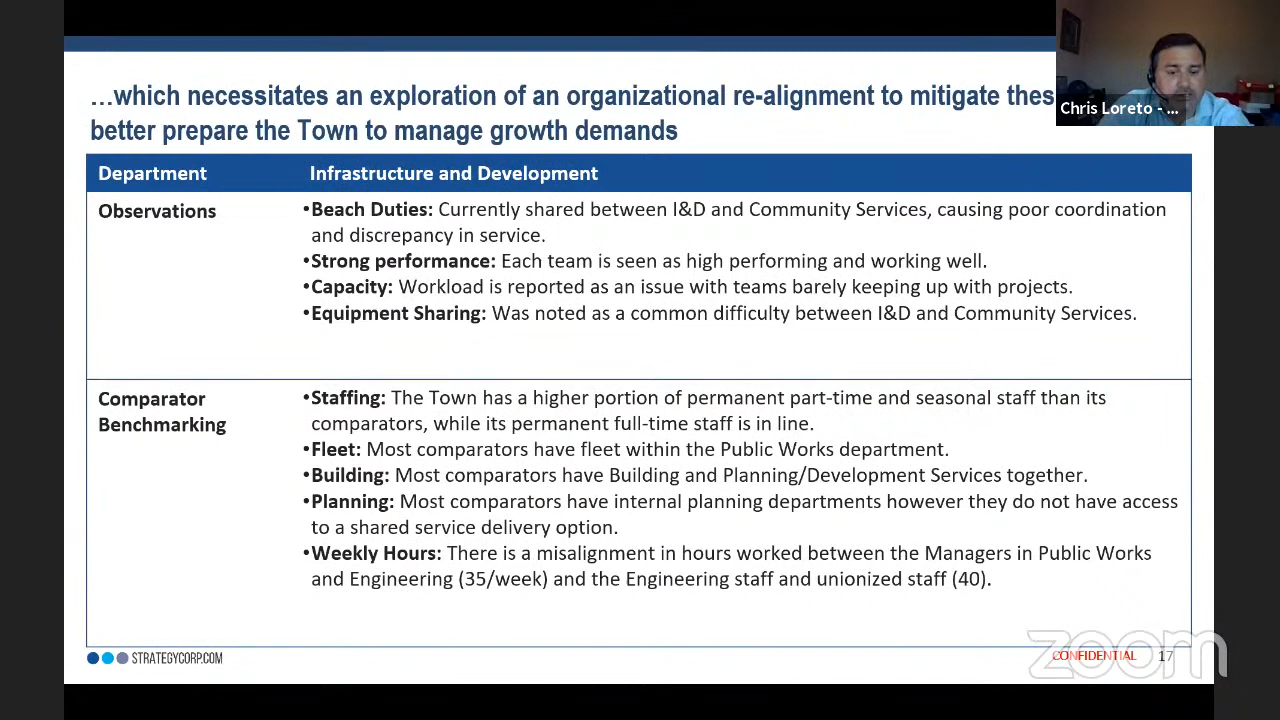 …which necessitates an exploration of an organizational re-alignment to mitigate thes
better prepare the Town to manage growth demands
Chris Loreto - ...
Department
Infrastructure and Development
Observations
•Beach Duties: Currently shared between I&D and Community Services, causing poor coordination
and discrepancy in service.
•Strong performance: Each team is seen as high performing and working well.
•Capacity: Workload is reported as an issue with teams barely keeping up with projects.
•Equipment Sharing: Was noted as a common difficulty between I&D and Community Services.
Comparator
Benchmarking
•Staffing: The Town has a higher portion of permanent part-time and seasonal staff than its
comparators, while its permanent full-time staff is in line.
•Fleet: Most comparators have fleet within the Public Works department.
•Building: Most comparators have Building and Planning/Development Services together.
•Planning: Most comparators have internal planning departments however they do not have access
to a shared service delivery option.
•Weekly Hours: There is a misalignment in hours worked between the Managers in Public Works
and Engineering (35/week) and the Engineering staff and unionized staff (40).
STRATEGYCORP.COM
CONFIDENTIAL
17
zoom